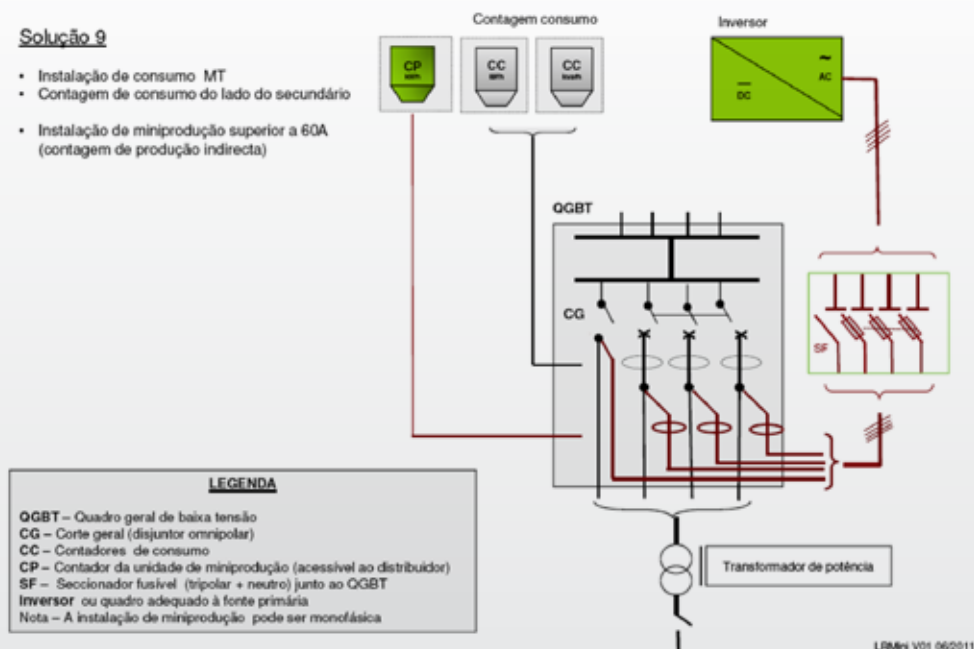 Solução 9
• Instalação de consumo MT
• Contagem de consumo do lado do secundário
• Instalação de miniprodução superior a 60A
(contagem de produção indirecta)
Contagem consumo
CP
kWh
CC
kWh
CC
kvarh
Inversor
~
AC
DC
QGBT
CG
SF
LEGENDA
QGBT – Quadro geral de baixa tensão
CG – Corte geral (disjuntor omnipolar)
CC – Contadores de consumo
CP – Contador da unidade de miniprodução (acessível ao distribuidor)
SF – Seccionador fusível (tripolar + neutro) junto ao QGBT
Inversor ou quadro adequado à fonte primária
Nota – A instalação de miniprodução pode ser monofásica
Transformador de potência
LBMini V01 06/2011